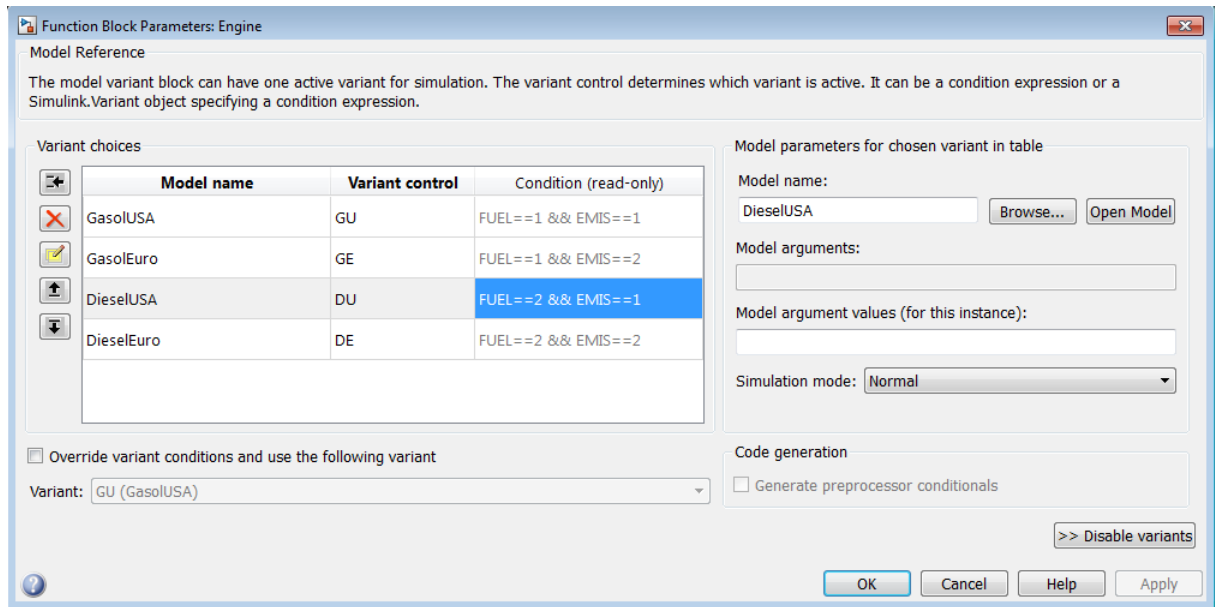 Function Block Parameters: Engine
Model Reference
The model variant block can have one active variant for simulation. The variant control determines which variant is active. It can be a condition expression or a
Simulink.Variant object specifying a condition expression.
Variant choices
Model name Variant control Condition (read-only)
GasolUSA GU FUEL==1 && EMIS==1
GasolEuro GE FUEL==1 && EMIS==2
DieselUSA DU FUEL==2 && EMIS==1
DieselEuro DE FUEL==2 && EMIS==2
Override variant conditions and use the following variant
Variant: GU (GasolUSA)
Model parameters for chosen variant in table
Model name:
DieselUSA Browse... Open Model
Model arguments:
Model argument values (for this instance):
Simulation mode: Normal
Code generation
Generate preprocessor conditionals
>> Disable variants
OK Cancel Help Apply